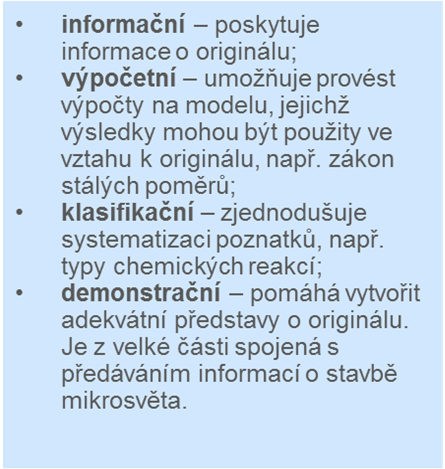 • informační – poskytuje
informace o originálu;
• výpočetní – umožňuje provést
výpočty na modelu, jejichž
výsledky mohou být použity ve
vztahu k originálu, např. zákon
stálých poměrů;
• klasifikační – zjednodušuje
systematizaci poznatků, např.
typy chemických reakcí;
• demonstrační – pomáhá vytvořit
adekvátní představy o originálu.
Je z velké části spojená s
předáváním informací o stavbě
mikrosvěta.